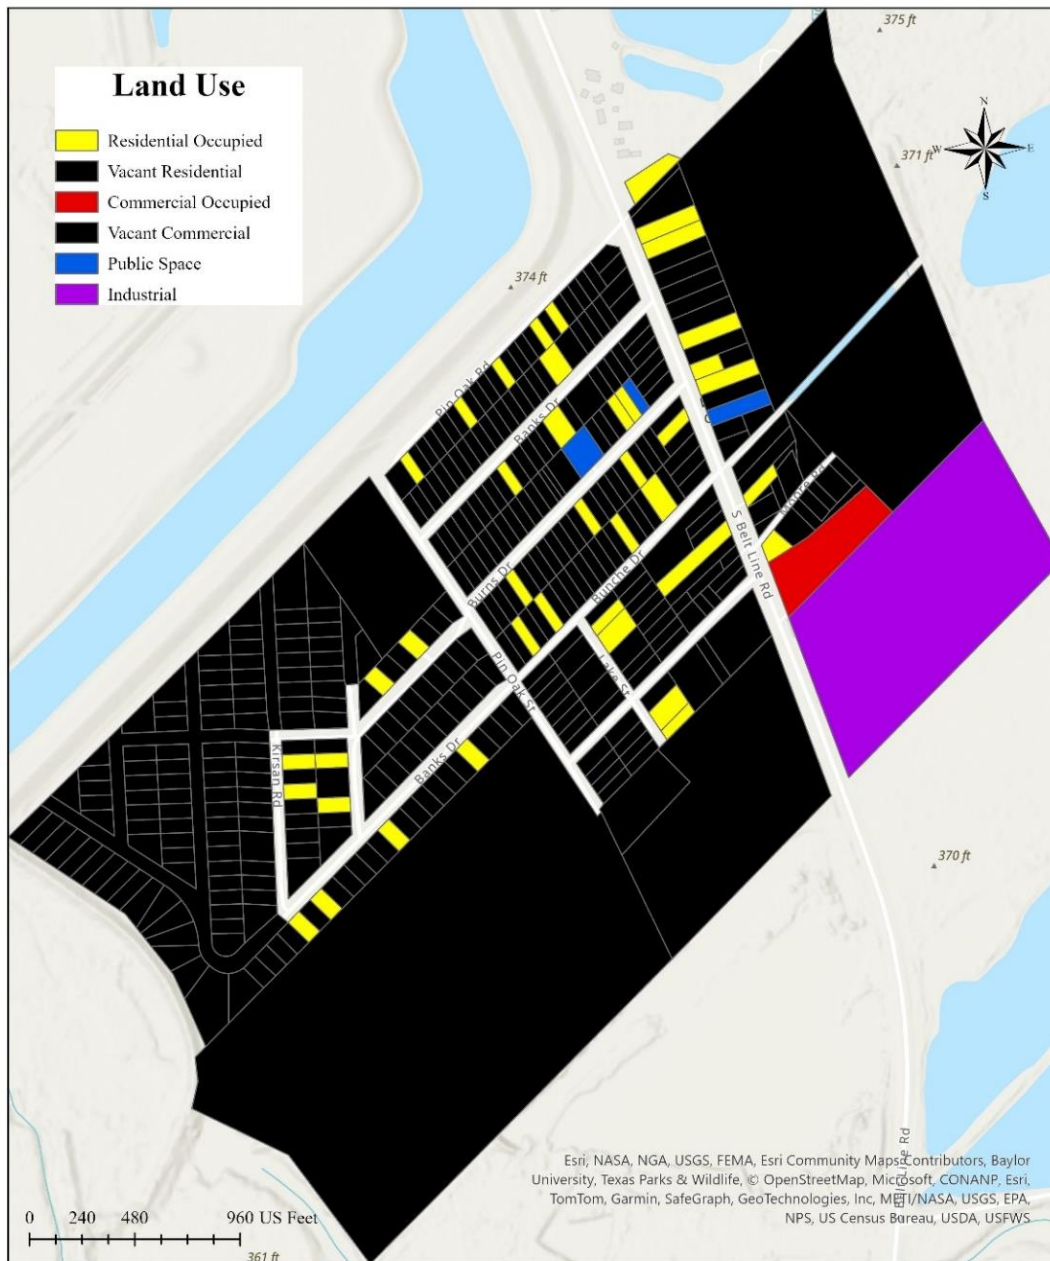 375 ft
Land Use
N
Residential Occupied
371 ft
W
E
Vacant Residential
S
Commercial Occupied
Vacant Commercial
Public Space
374 ft
Industrial
Pin Oak Rd
Banks Dr
Moore Rd
S Belt Line Rd
Burns Dr
Bunche Dr
Pin Oak St
Lake St
Kirsan Rd
Banks Dr
370 ft
Belt Line Rd
Esri, NASA, NGA, USGS, FEMA, Esri Community Maps Contributors, Baylor
University, Texas Parks & Wildlife, © OpenStreetMap, Microsoft, CONANP, Esri,
TomTom, Garmin, SafeGraph, GeoTechnologies, Inc, METI/NASA, USGS, EPA,
NPS, US Census Bureau, USDA, USFWS
0 240 480 960 US Feet
361 ft